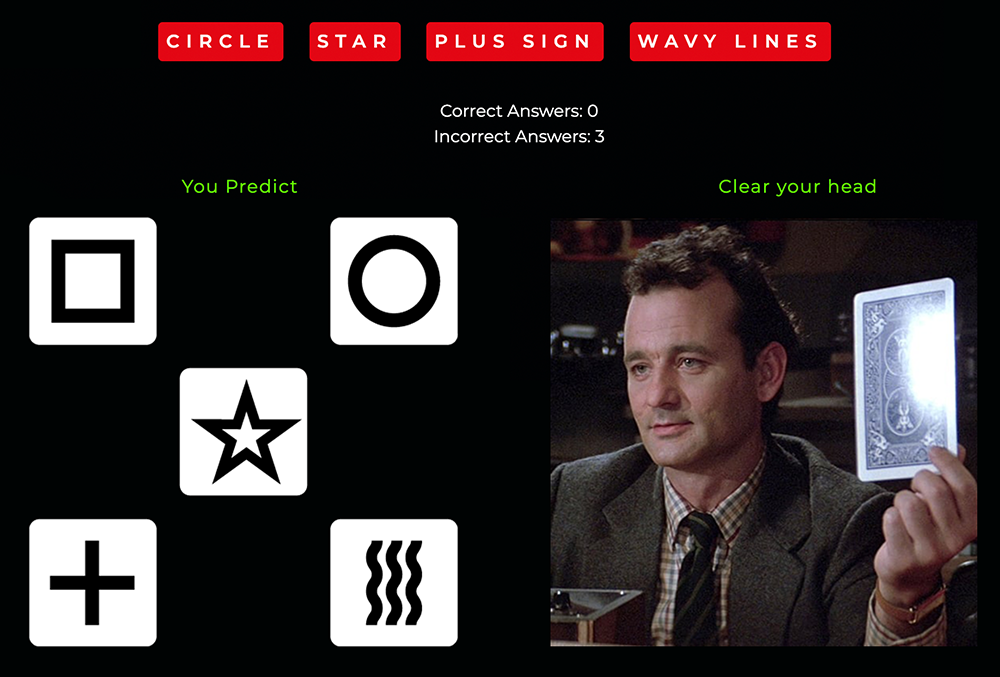 CIRCLE STAR PLUS SIGN WAVY LINES
Correct Answers: 0
Incorrect Answers: 3
You Predict
Clear your head